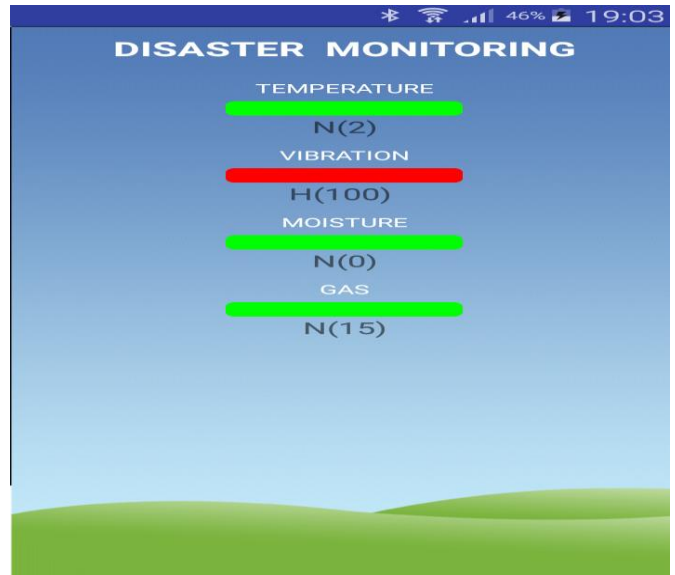 46% 19:03
DISASTER MONITORING
TEMPERATURE
N(2)
VIBRATION
H(100)
MOISTURE
N(0)
GAS
N(15)